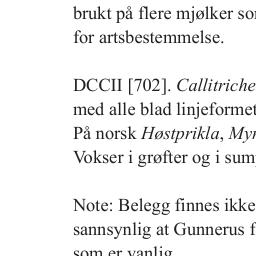 brukt på flere mjølker so
for artsbestemmelse.
DCCII [702]. Callitriche
med alle blad linjeformet
På norsk Høstprikla, Myr
Vokser i grøfter og i sum
Note: Belegg finnes ikke
sannsynlig at Gunnerus f
som er vanlig